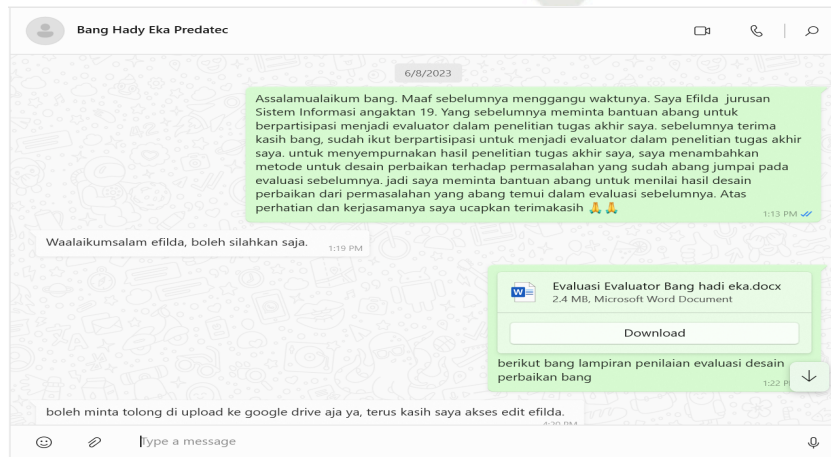 Bang Hady Eka Predatec
6/8/2023
Assalamualaikum bang. Maaf sebelumnya menggangu waktunya. Saya Efilda jurusan
Sistem Informasi angaktan 19. Yang sebelumnya meminta bantuan abang untuk
berpartisipasi menjadi evaluator dalam penelitian tugas akhir saya. sebelumnya terima
kasih bang, sudah ikut berpartisipasi untuk menjadi evaluator dalam penelitian tugas akhir
saya. untuk menyempurnakan hasil penelitian tugas akhir saya, saya menambahkan
metode untuk desain perbaikan terhadap permasalahan yang sudah abang jumpai pada
evaluasi sebelumnya. jadi saya meminta bantuan abang untuk menilai hasil desain
perbaikan dari permasalahan yang abang temui dalam evaluasi sebelumnya. Atas
perhatian dan kerjasamanya saya ucapkan terimakasih 🙏🙏
1:13 PM
Waalaikumsalam efilda, boleh silahkan saja.
1:19 PM
Evaluasi Evaluator Bang hadi eka.docx
2.4 MB, Microsoft Word Document
Download
berikut bang lampiran penilaian evaluasi desain
perbaikan bang
1:22 P
boleh minta tolong di upload ke google drive aja ya, terus kasih saya akses edit efilda.
Type a message